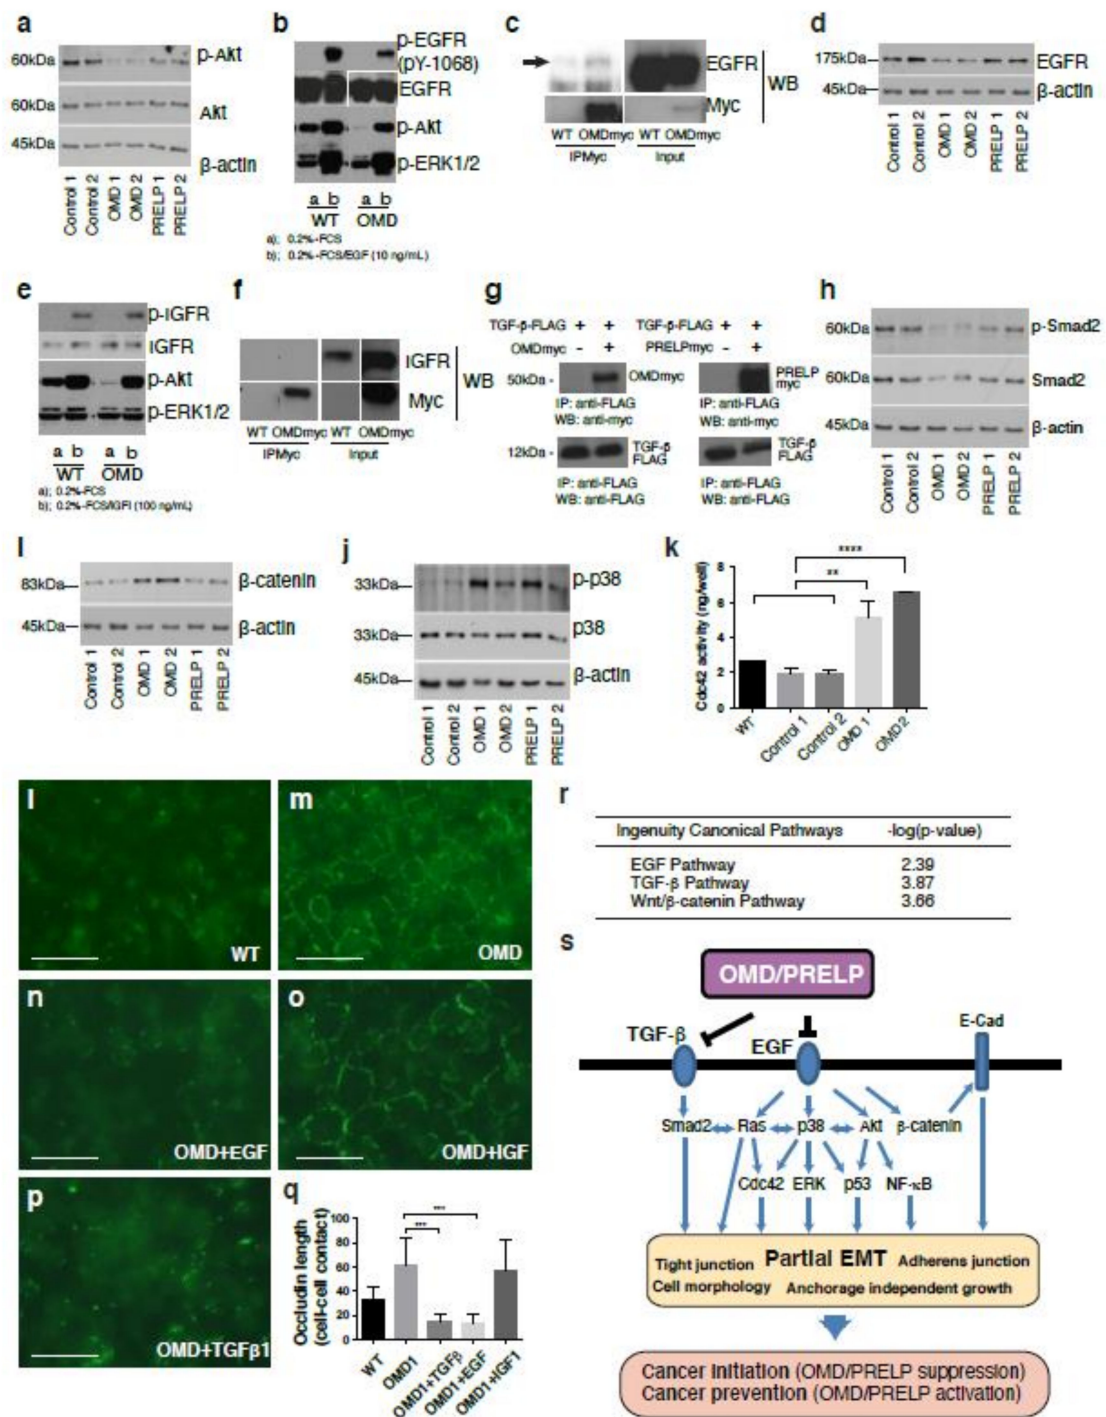 a
60kDa
p-Akt
60kDa
Akt
45kDa
β-actin
Control 1
Control 2
OMD 1
OMD 2
PRELP 1
PRELP 2
b
p-EGFR
(pY-1068)
EGFR
p-Akt
p-ERK1/2
a b a b
WT OMD
a); 0.2%-FCS
b); 0.2%-FCS/EGF (10 ng/mL)
c
EGFR
Myc
WB
WT OMDmyc WT OMDmyc
IPMyc Input
d
175kDa
EGFR
45kDa
β-actin
Control 1
Control 2
OMD 1
OMD 2
PRELP 1
PRELP 2
e
p-IGFR
IGFR
p-Akt
p-ERK1/2
a b a b
WT OMD
a); 0.2%-FCS
b); 0.2%-FCS/IGFI (100 ng/mL)
f
IGFR
Myc
WB
WT OMDmyc WT OMDmyc
IPMyc Input
g
TGF-β-FLAG + +
OMDmyc - +
50kDa -
OMDmyc
IP: anti-FLAG
WB: anti-myc
12kDa -
TGF-β
FLAG
IP: anti-FLAG
WB: anti-FLAG
TGF-β-FLAG + +
PRELPmyc - +
PRELP
myc
IP: anti-FLAG
WB: anti-myc
TGF-β
FLAG
IP: anti-FLAG
WB: anti-FLAG
h
60kDa
p-Smad2
60kDa
Smad2
45kDa
β-actin
Control 1
Control 2
OMD 1
OMD 2
PRELP 1
PRELP 2
I
83kDa
β-catenin
45kDa
β-actin
Control 1
Control 2
OMD 1
OMD 2
PRELP 1
PRELP 2
j
33kDa
p-p38
33kDa
p38
45kDa
β-actin
Control 1
Control 2
OMD 1
OMD 2
PRELP 1
PRELP 2
k
****
**
Cdc42 activity (ng/well)
8
6
4
2
0
WT
Control 1
Control 2
OMD 1
OMD2
l
WT
m
OMD
n
OMD+EGF
o
OMD+IGF
p
OMD+TGFβ1
q
Occludin length
(cell-cell contact)
100
80
60
40
20
0
***
***
WT
OMD1
OMD1+TGFβ
OMD1+EGF
OMD1+IGF1
r
Ingenuity Canonical Pathways -log(p-value)
EGF Pathway 2.39
TGF-β Pathway 3.87
Wnt/β-catenin Pathway 3.66
s
OMD/PRELP
TGF-β
EGF
E-Cad
Smad2 Ras p38 Akt β-catenin
Cdc42 ERK p53 NF-κB
Tight junction Partial EMT Adherens junction
Cell morphology Anchorage independent growth
Cancer initiation (OMD/PRELP suppression)
Cancer prevention (OMD/PRELP activation)